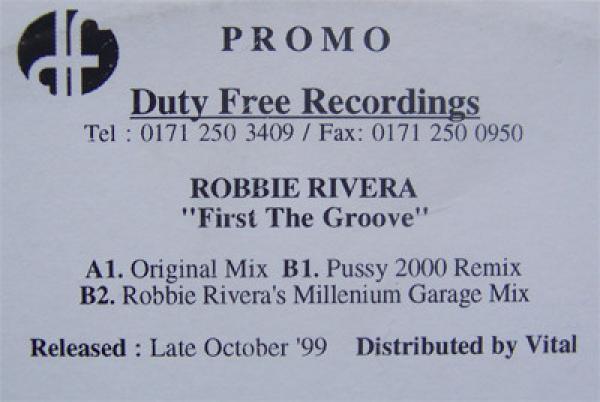 PROMO
Duty Free Recordings
Tel : 0171 250 3409 / Fax: 0171 250 0950
ROBBIE RIVERA
"First The Groove"
A1. Original Mix B1. Pussy 2000 Remix
B2. Robbie Rivera's Millenium Garage Mix
Released : Late October '99 Distributed by Vital